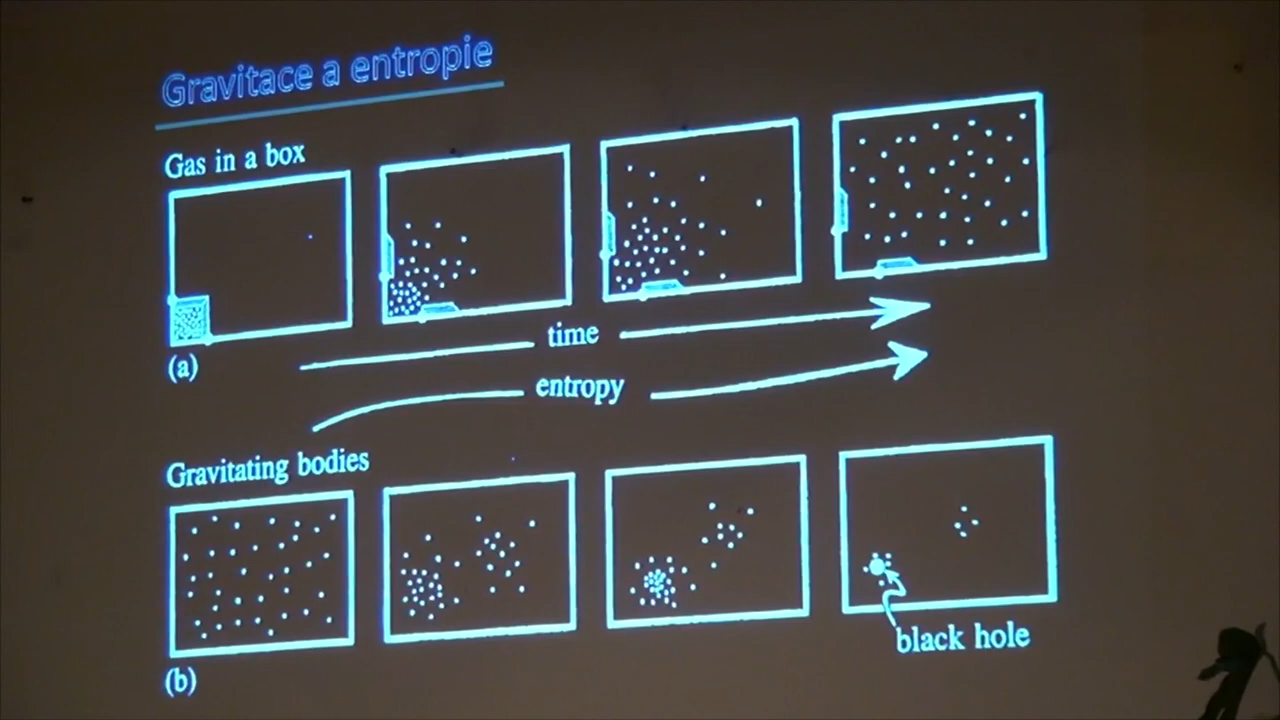 Gravitace a entropie
Gas in a box
(a)
time
entropy
Gravitating bodies
black hole
(b)